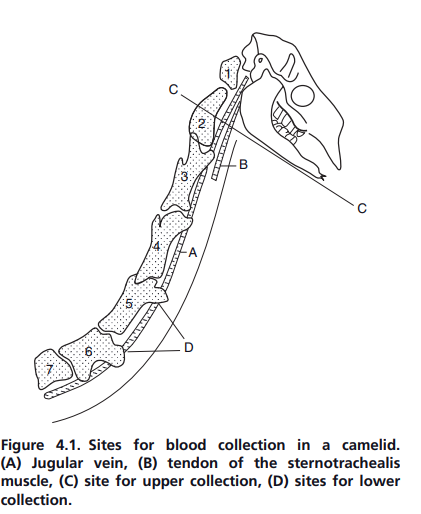 1
C
2
B
3
C
4
A
5
D
6
7
Figure 4.1. Sites for blood collection in a camelid.
(A) Jugular vein, (B) tendon of the sternotrachealis
muscle, (C) site for upper collection, (D) sites for lower
collection.